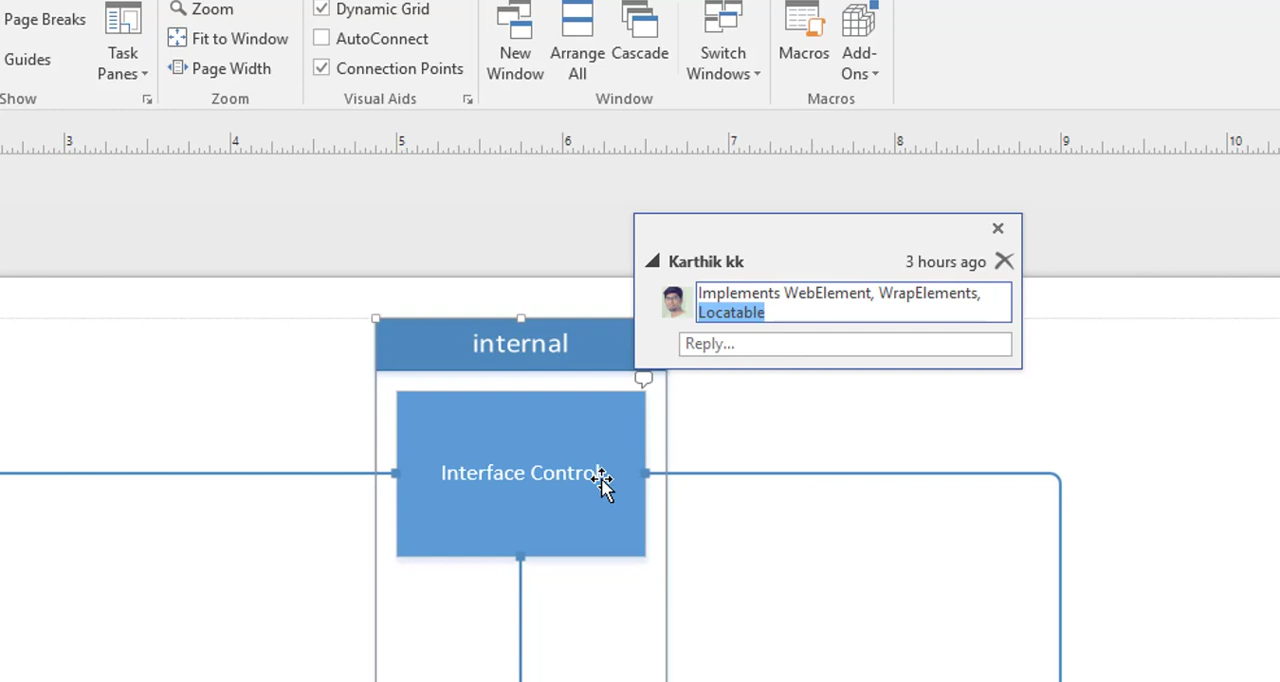 Page Breaks
Guides
Show
Task
Panes
Zoom
Fit to Window
Page Width
Zoom
Dynamic Grid
AutoConnect
Connection Points
Visual Aids
New
Window
Arrange
All
Cascade
Switch
Windows
Window
Macros
Add-
Ons
Macros
3 4 5 6 7 8 9 10
Karthik kk 3 hours ago
Implements WebElement, WrapElements,
Locatable
Reply...
internal
Interface Control